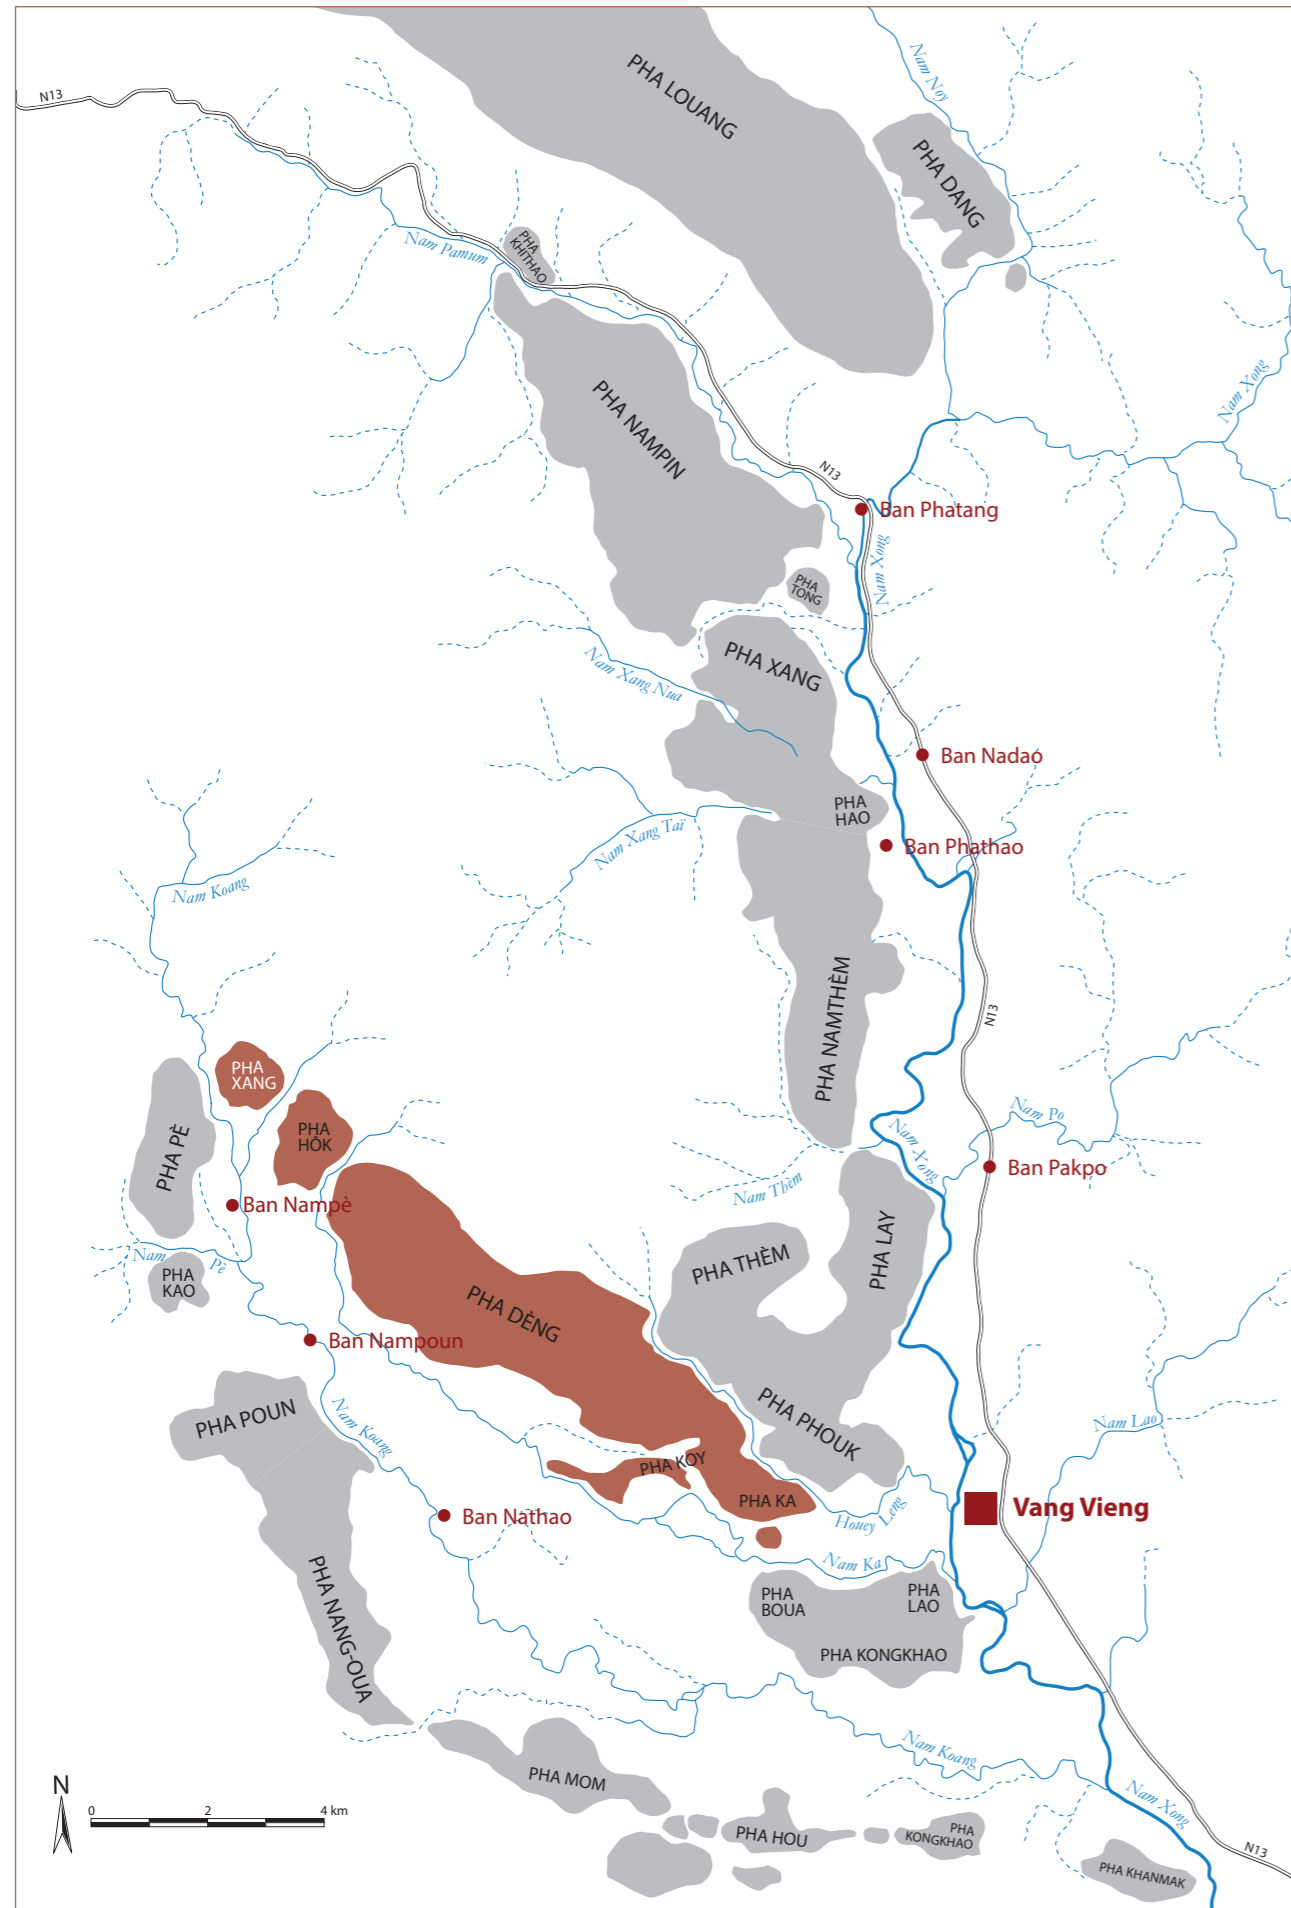 N13
PHA LOUANG
Nam Noy
PHA DANG
Nam Pamum
PHA
KHITHAO
PHA NAMPIN
Nam Xong
N13
Ban Phatang
Nam Xong
PHA
TONG
PHA XANG
Nam Xang Nua
Ban Nadao
PHA
HAO
Nam Xang Taï
Ban Phathao
Nam Koang
PHA NAMTHÈM
N13
PHA
XANG
PHA
HÔK
PHA PÈ
Nam Po
Nam Xong
Ban Pakpo
Nam Thèm
Ban Nampè
PHA LAY
PHA THÈM
Nam Pè
PHA
KAO
PHA DÈNG
Ban Nampoun
PHA POUN
Nam Koang
PHA PHOUK
Nam Lao
PHA KOY
PHA KA
Houey Leng
Vang Vieng
Ban Nathao
Nam Ka
PHA NANG-OUA
PHA
BOUA
PHA
LAO
PHA KONGKHAO
Nam Koang
PHA MOM
N
0 2 4 km
Nam Xong
PHA HOU
PHA
KONGKHAO
N13
PHA KHANMAK